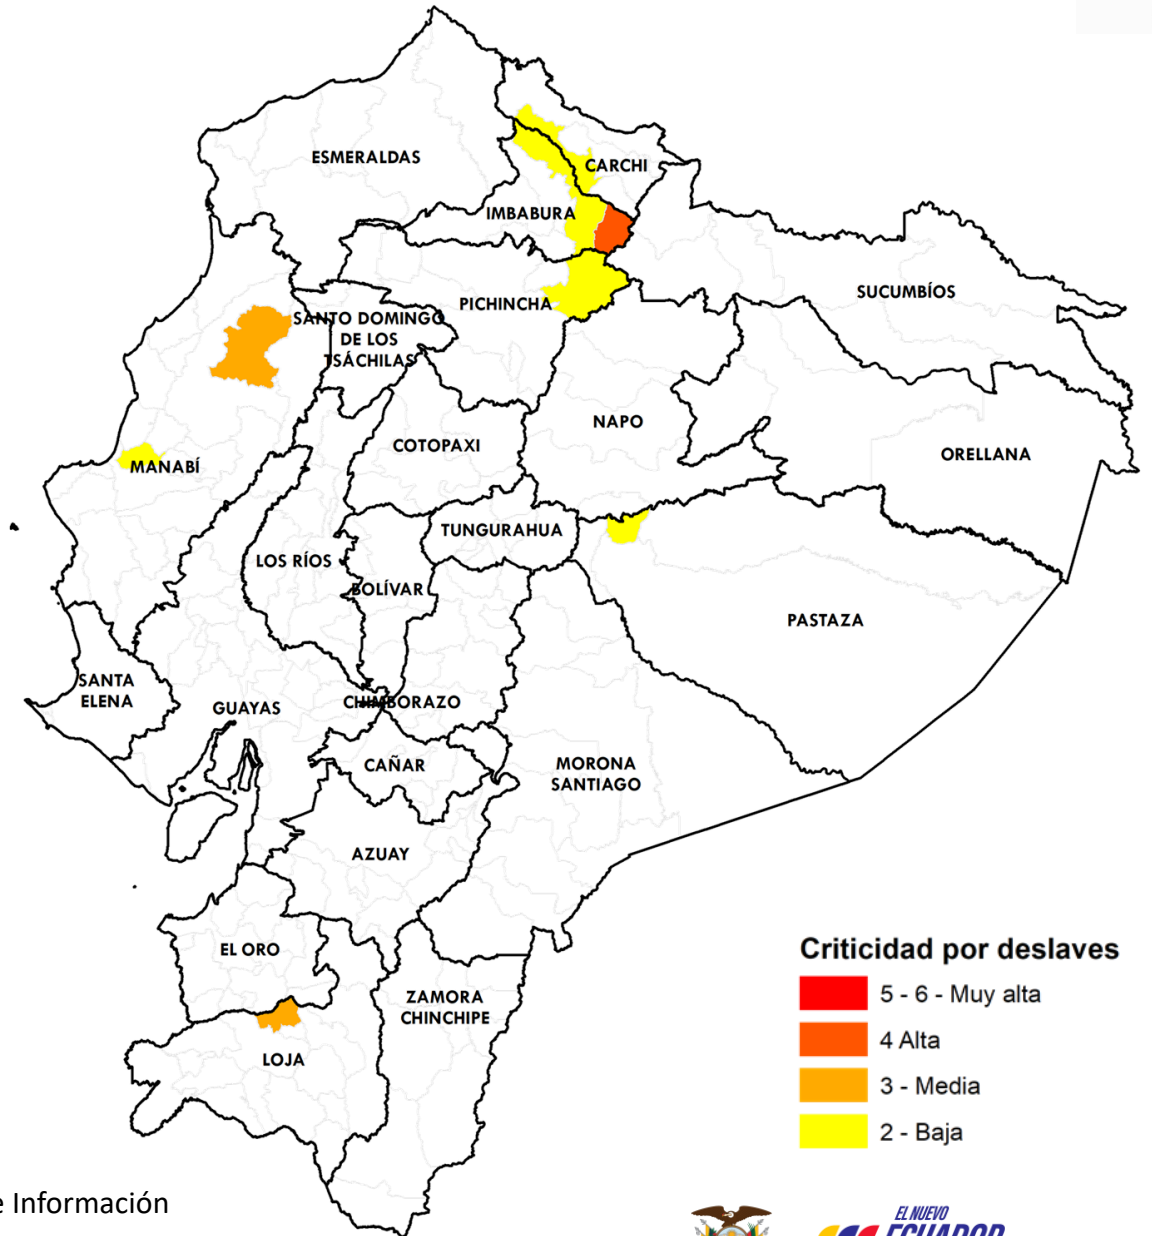 ESMERALDAS
CARCHI
IMBABURA
SUCUMBÍOS
PICHINCHA
SANTO DOMINGO
DE LOS
TSÁCHILAS
NAPO
COTOPAXI
ORELLANA
MANABÍ
TUNGURAHUA
LOS RÍOS
BOLÍVAR
PASTAZA
SANTA
ELENA
GUAYAS
CHIMBORAZO
CAÑAR
MORONA
SANTIAGO
AZUAY
EL ORO
ZAMORA
CHINCHIPE
LOJA
Criticidad por deslaves
5 - 6 - Muy alta
4 Alta
3 - Media
2 - Baja
e Información
EL NUEVO
ECUADOR